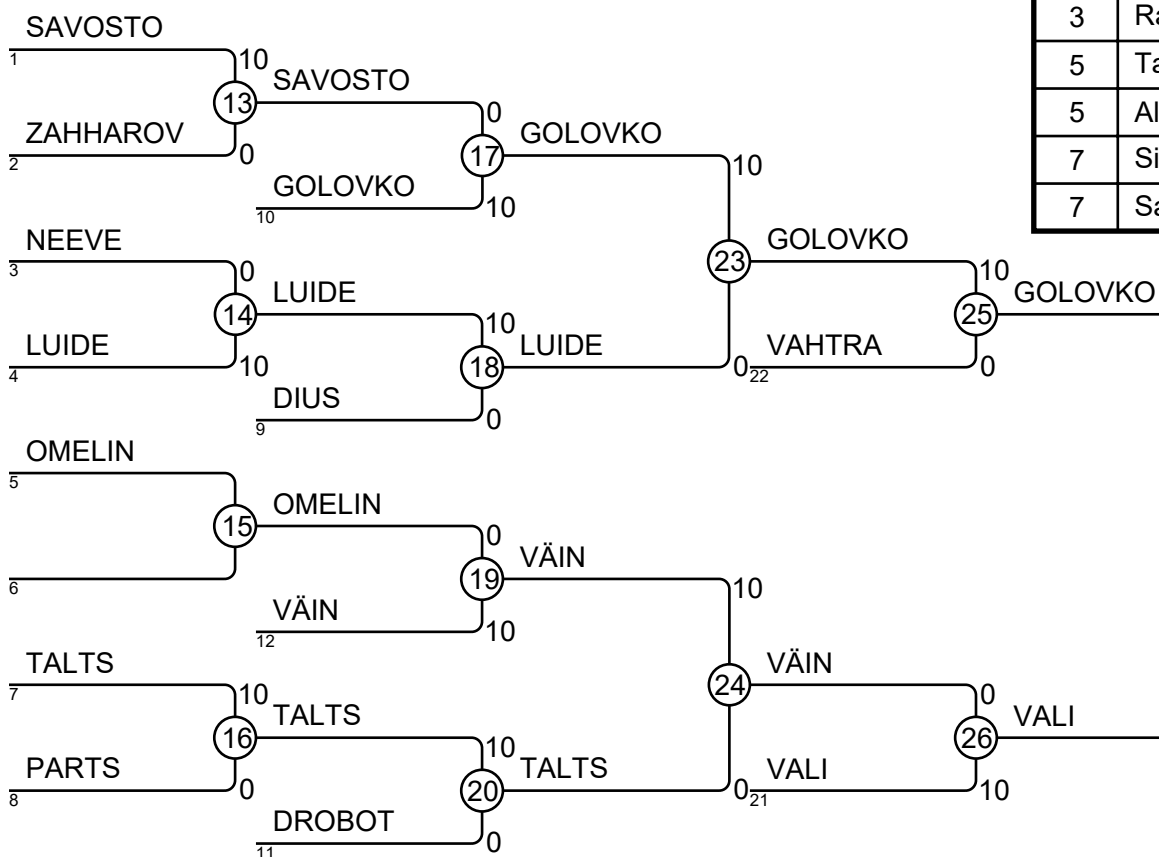 SAVOSTO
1
10
13
SAVOSTO
ZAHHAROV
2
0
0
17
GOLOVKO
GOLOVKO
10
10
NEEVE
3
0
14
LUIDE
LUIDE
4
10
10
18
LUIDE
DIUS
9
0
10
23
GOLOVKO
0
VAHTRA
22
10
25
GOLOVKO
0
OMELIN
5
15
OMELIN
6
0
19
VÄIN
VÄIN
12
10
TALTS
7
10
16
TALTS
PARTS
8
0
10
20
TALTS
DROBOT
11
0
10
24
VÄIN
0
VALI
21
0
26
VALI
10
3
5
5
7
7